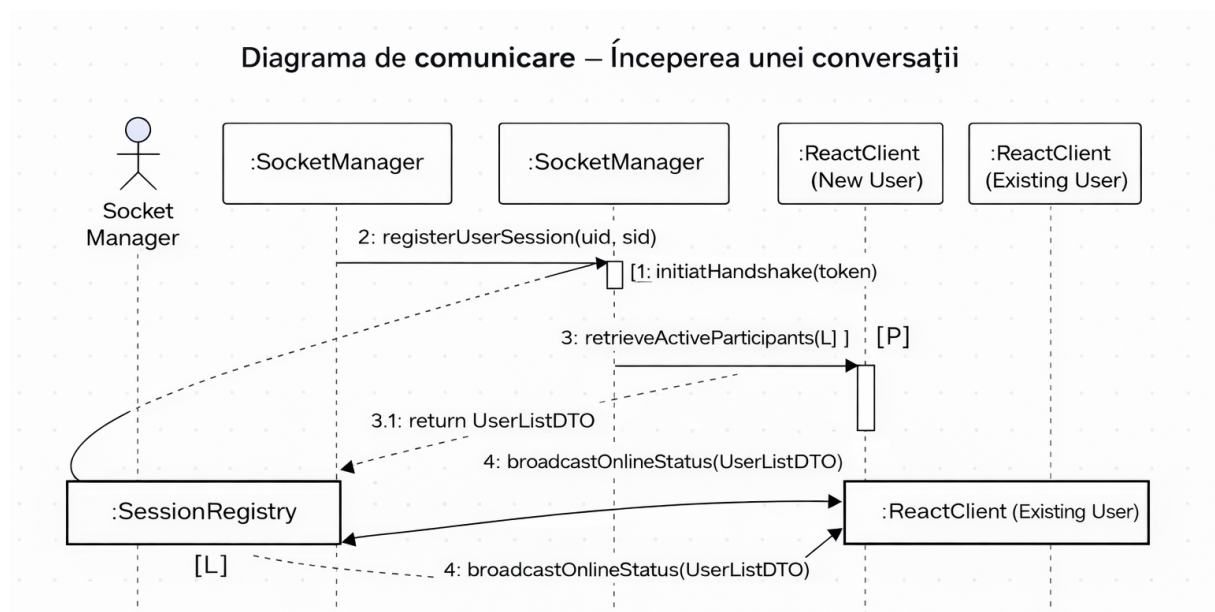 Diagrama de comunicare – Începerea unei conversații
:SocketManager
:SocketManager
:ReactClient
(New User)
:ReactClient
(Existing User)
Socket
Manager
2: registerUserSession(uid, sid)
[1: initiatHandshake(token)
3: retrieveActiveParticipants(L] ]
[P]
3.1: return UserListDTO
4: broadcastOnlineStatus(UserListDTO)
:SessionRegistry
:ReactClient (Existing User)
[L]
4: broadcastOnlineStatus(UserListDTO)